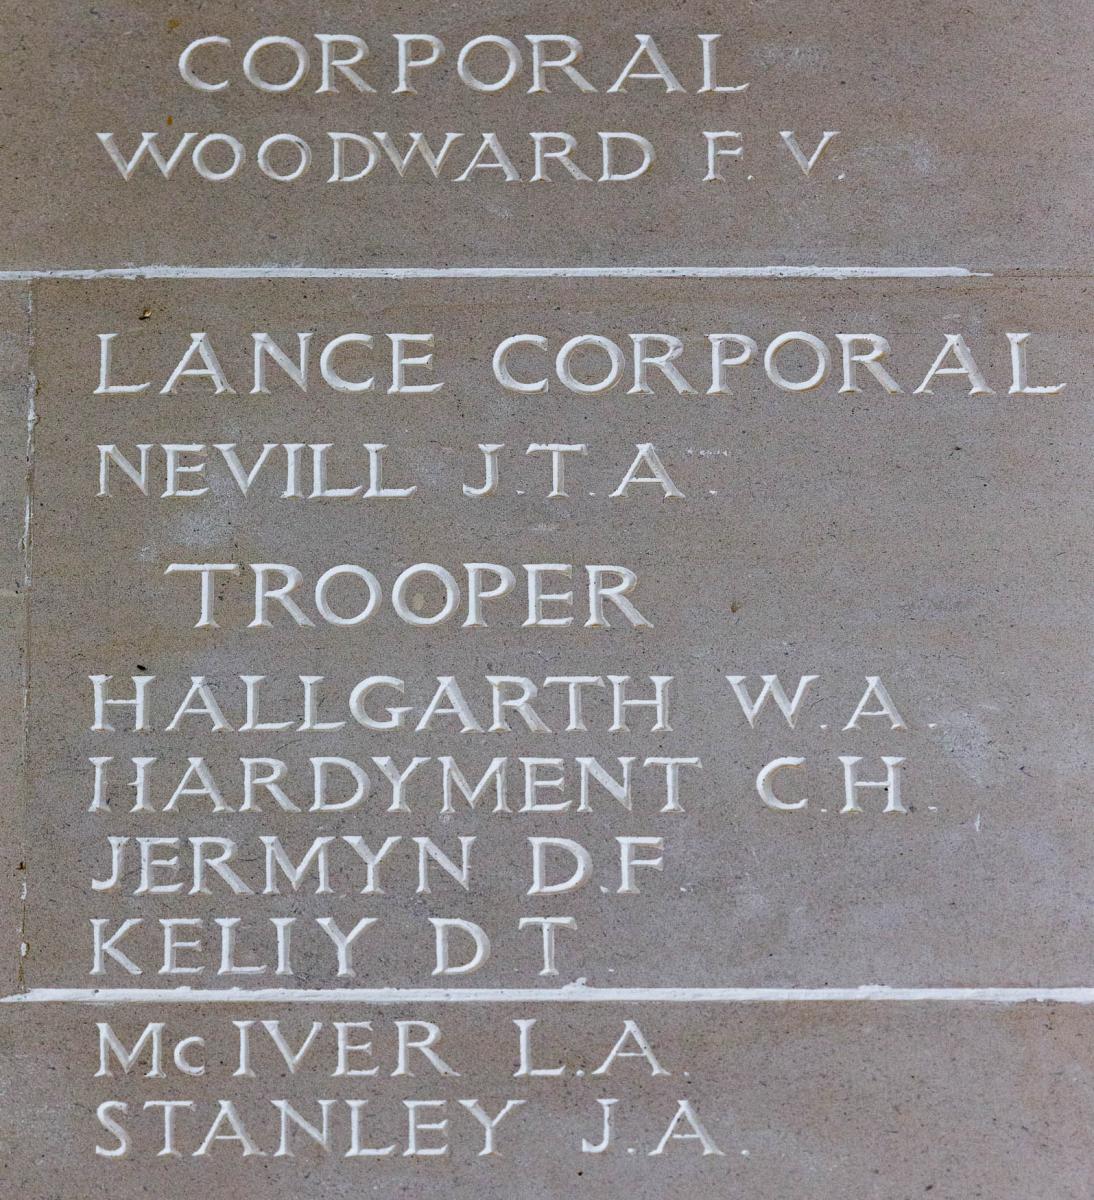 CORPORAL
WOODWARD F. V.
LANCE CORPORAL
NEVILL J.T.A.
TROOPER
HALLGARTH W.A.
HARDYMENT C.H.
JERMYN D.F.
KELLY D T
McIVER L.A.
STANLEY J.A.